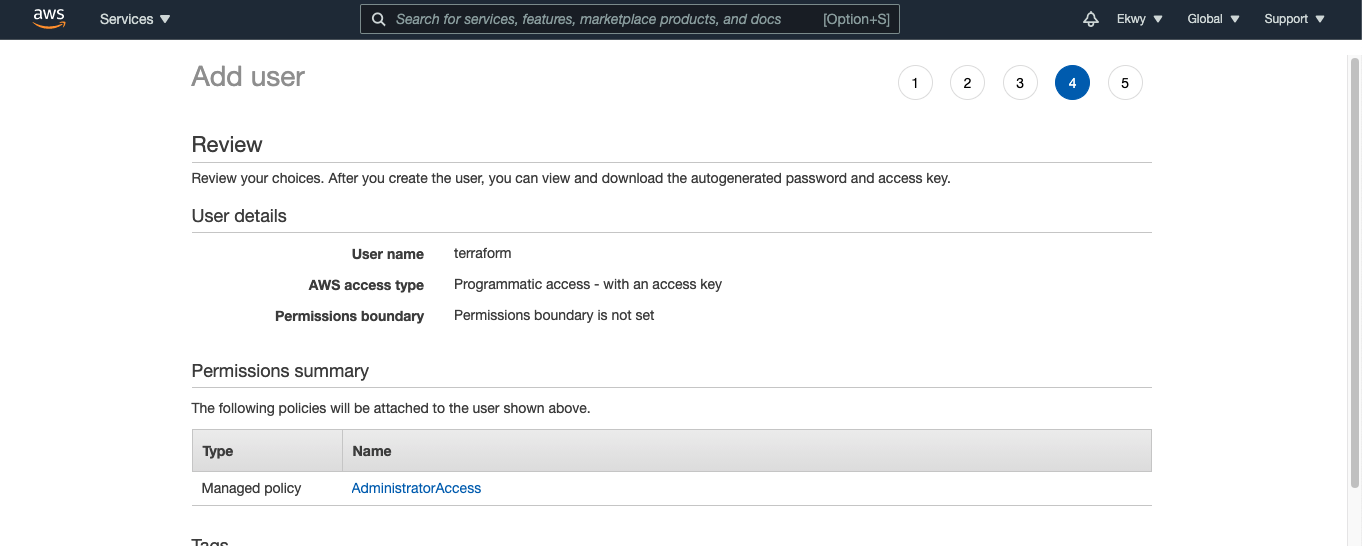 aws Services Search for services, features, marketplace products, and docs [Option+S] Ekwy Global Support
Add user 1 2 3 4 5
Review
Review your choices. After you create the user, you can view and download the autogenerated password and access key.
User details
User name terraform
AWS access type Programmatic access - with an access key
Permissions boundary Permissions boundary is not set
Permissions summary
The following policies will be attached to the user shown above.
Type Name
Managed policy AdministratorAccess
Tags